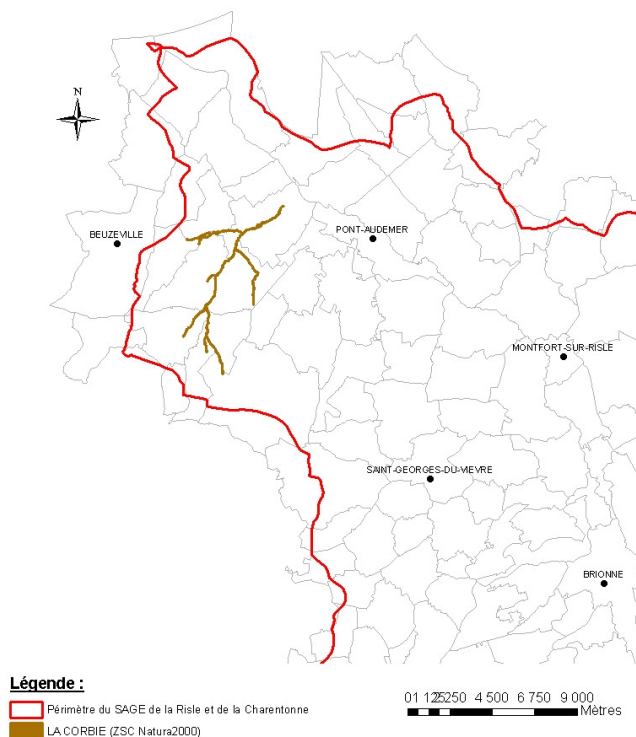 N
BEUZEVILLE
PONT-AUDEMER
MONTFORT-SUR-RISLE
SAINT-GEORGES-DU-VIEVRE
BRIONNE
Légende :
Périmètre du SAGE de la Risle et de la Charentonne
LA CORBIE (ZSC Natura2000)
4 500 6 750 9 000
Mètres